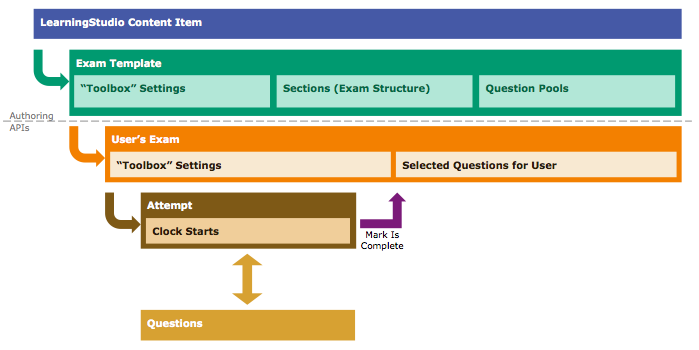 LearningStudio Content Item
Exam Template
“Toolbox” Settings
Sections (Exam Structure)
Question Pools
Authoring
APIs
User’s Exam
“Toolbox” Settings
Selected Questions for User
Attempt
Clock Starts
Mark Is
Complete
Questions